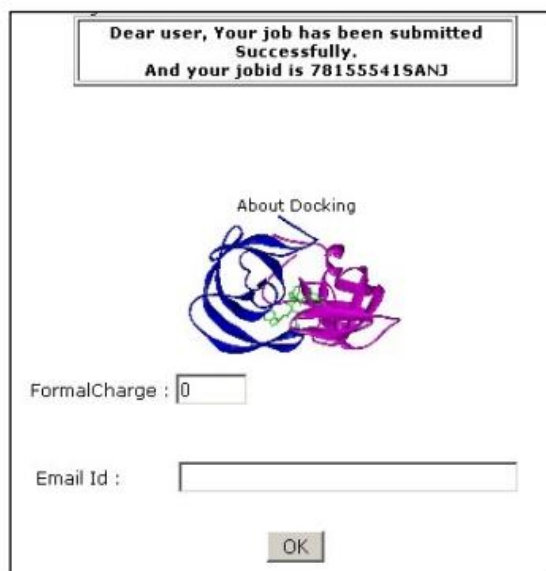 Dear user, Your job has been submitted
Successfully.
And your jobid is 78155541SANJ
About Docking
FormalCharge : 0
Email Id :
OK